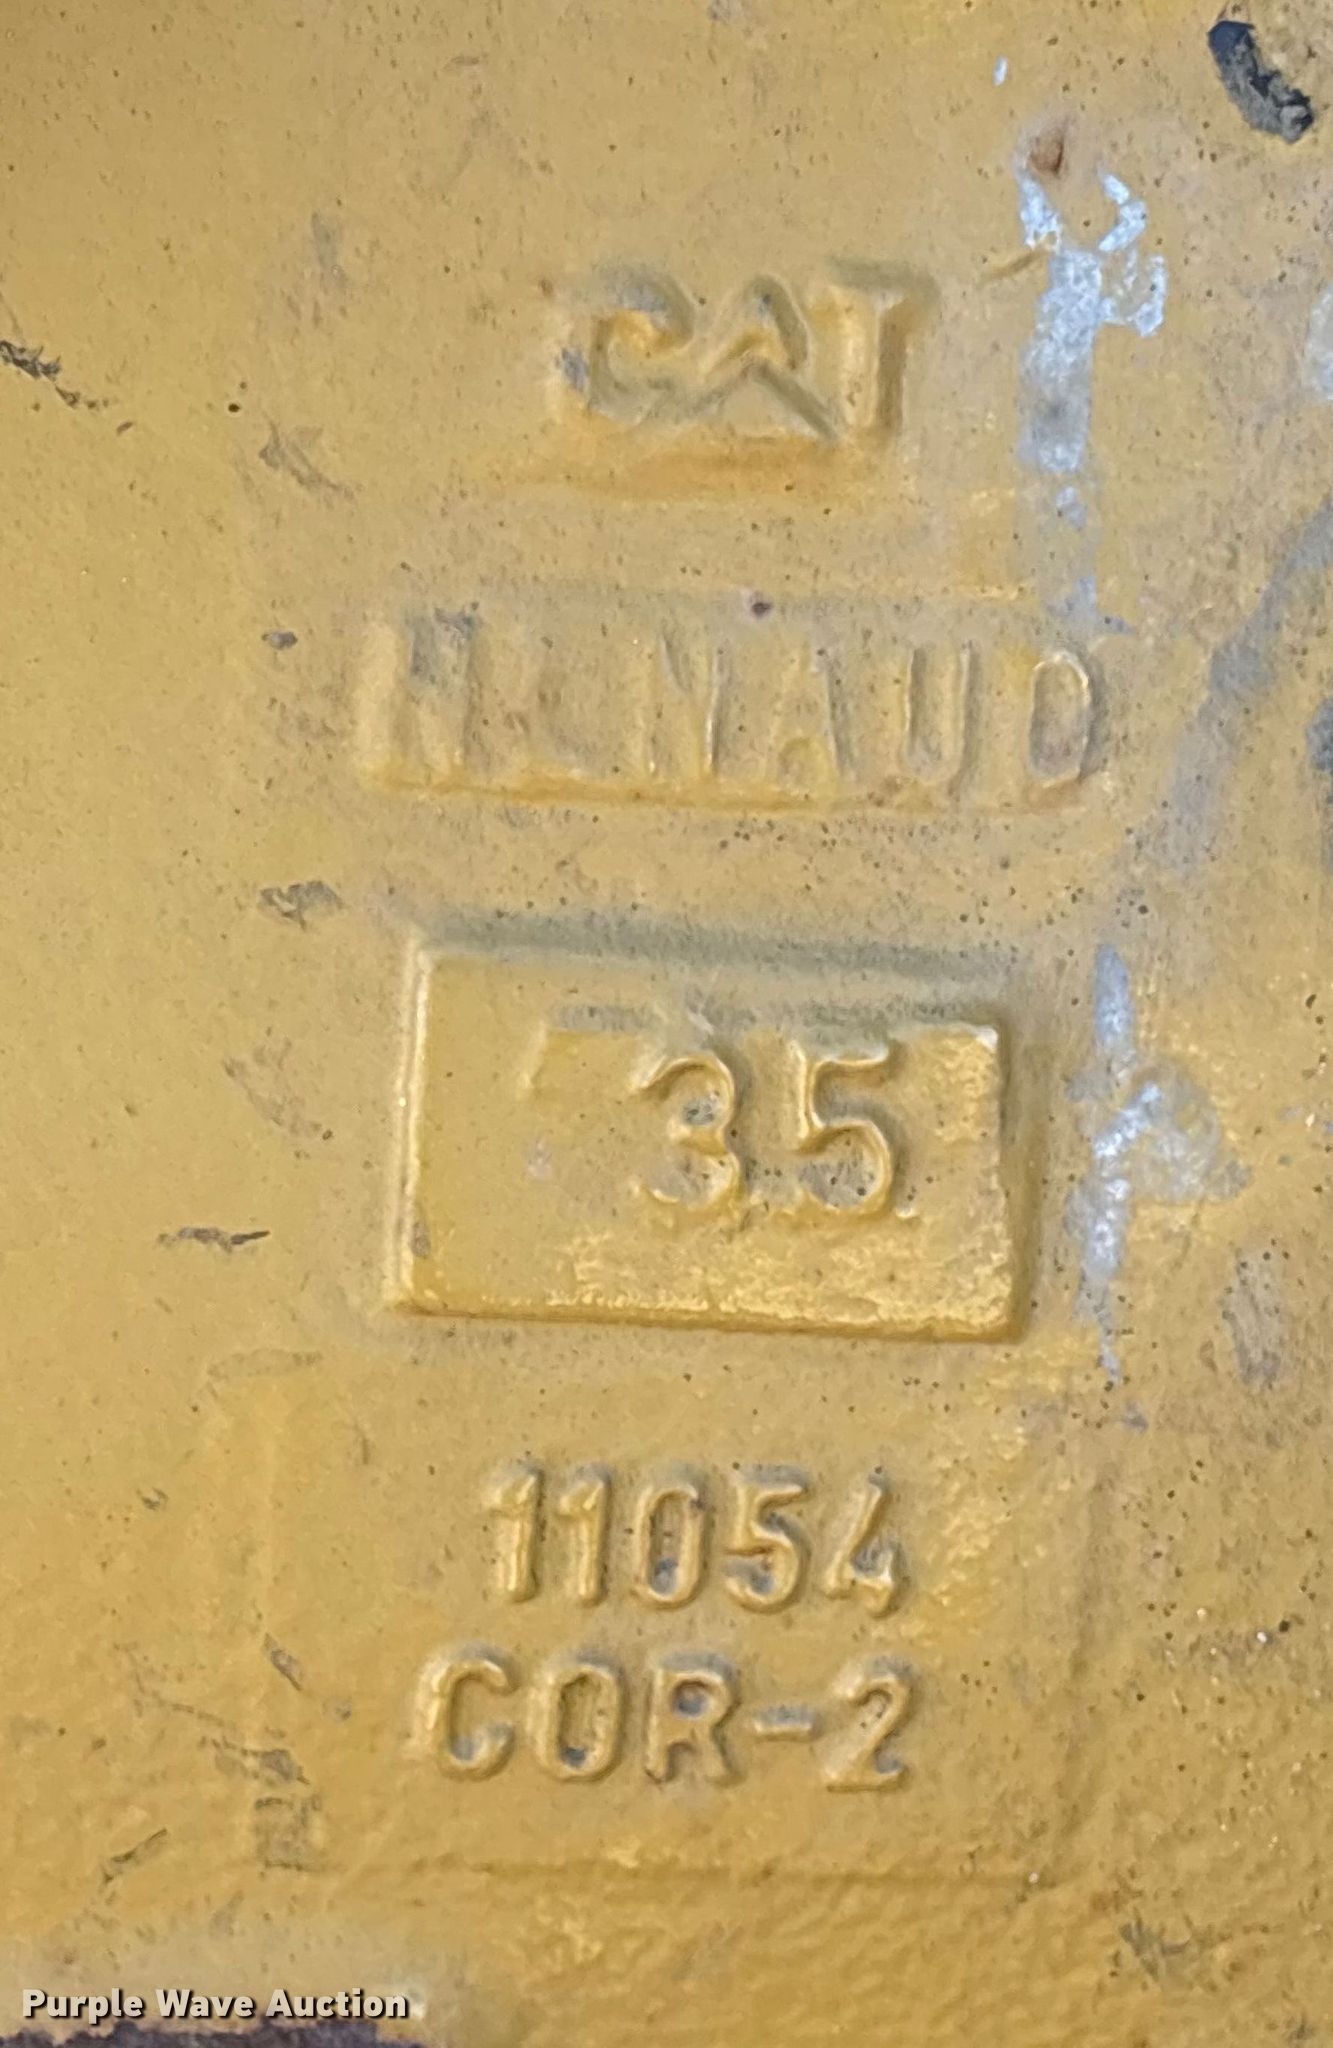 CAT
35
11054
COR-2
Purple Wave Auction